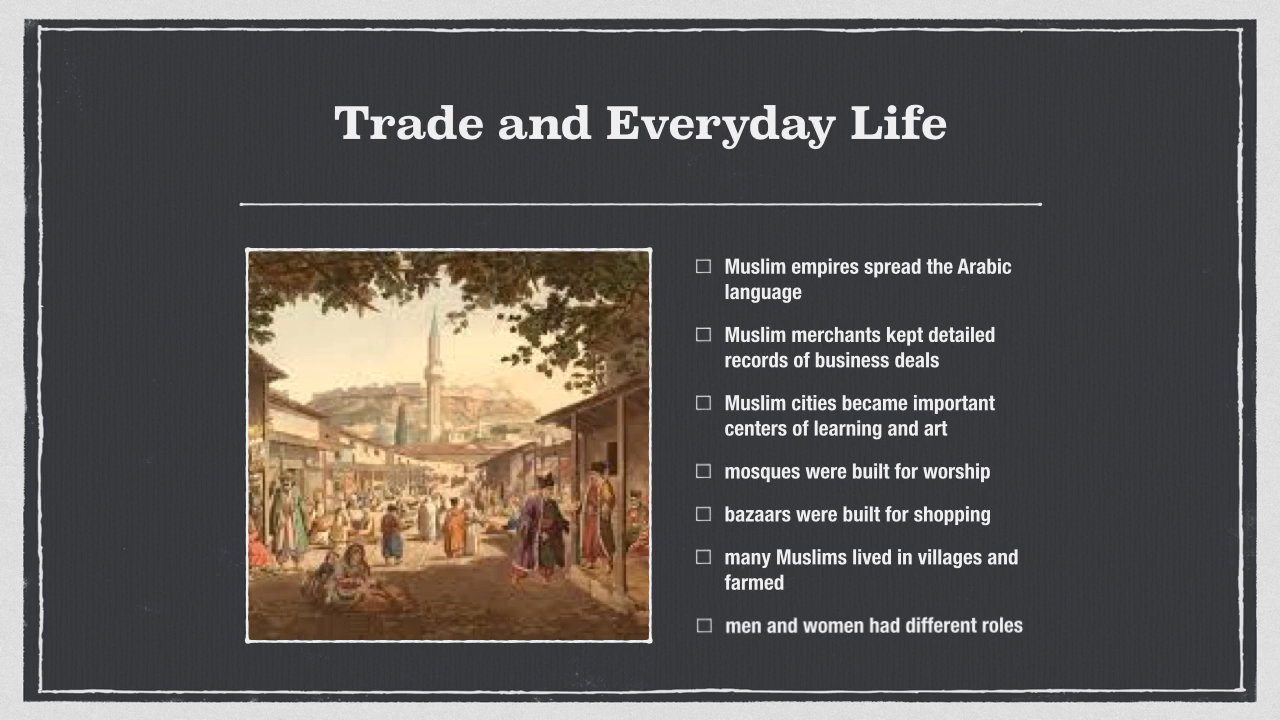 Trade and Everyday Life
Muslim empires spread the Arabic
language
Muslim merchants kept detailed
records of business deals
Muslim cities became important
centers of learning and art
mosques were built for worship
bazaars were built for shopping
many Muslims lived in villages and
farmed
men and women had different roles